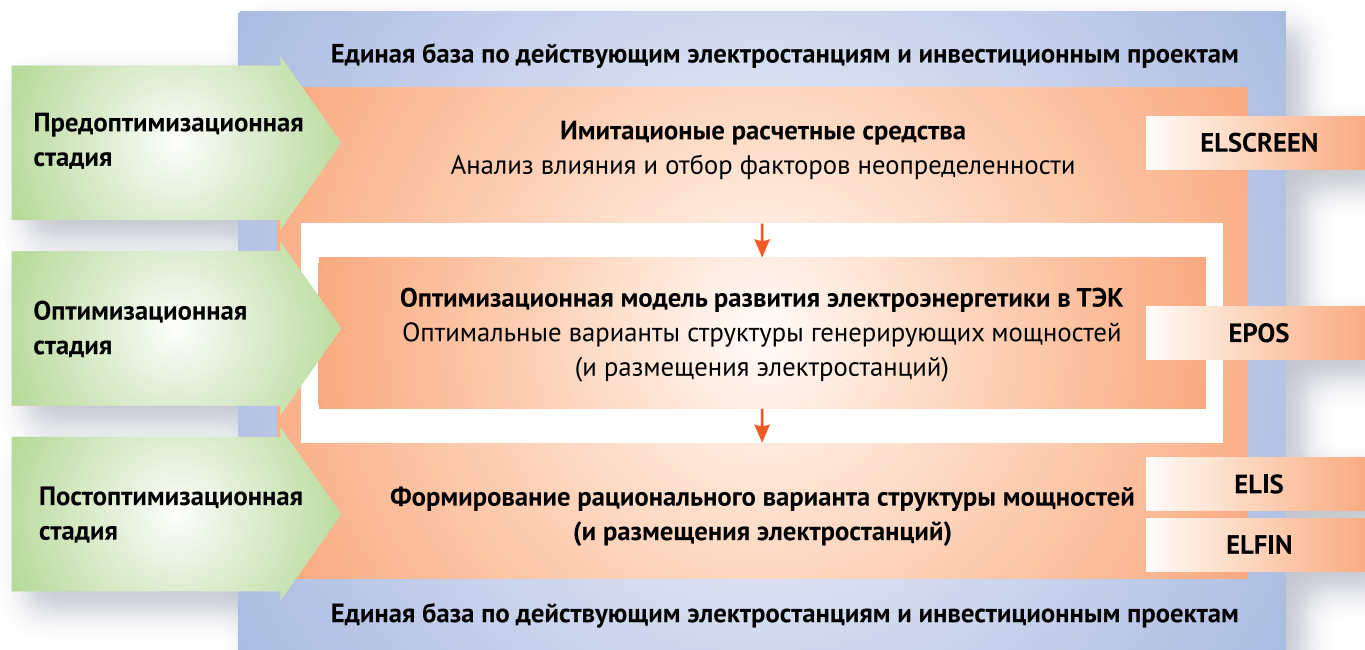 Единая база по действующим электростанциям и инвестиционным проектам
Предоптимизационная
стадия
Имитационые расчетные средства
Анализ влияния и отбор факторов неопределенности
ELSCREEN
Оптимизационная
стадия
Оптимизационная модель развития электроэнергетики в ТЭК
Оптимальные варианты структуры генерирующих мощностей
(и размещения электростанций)
EPOS
Постоптимизационная
стадия
Формирование рационального варианта структуры мощностей
(и размещения электростанций)
ELIS
ELFIN
Единая база по действующим электростанциям и инвестиционным проектам